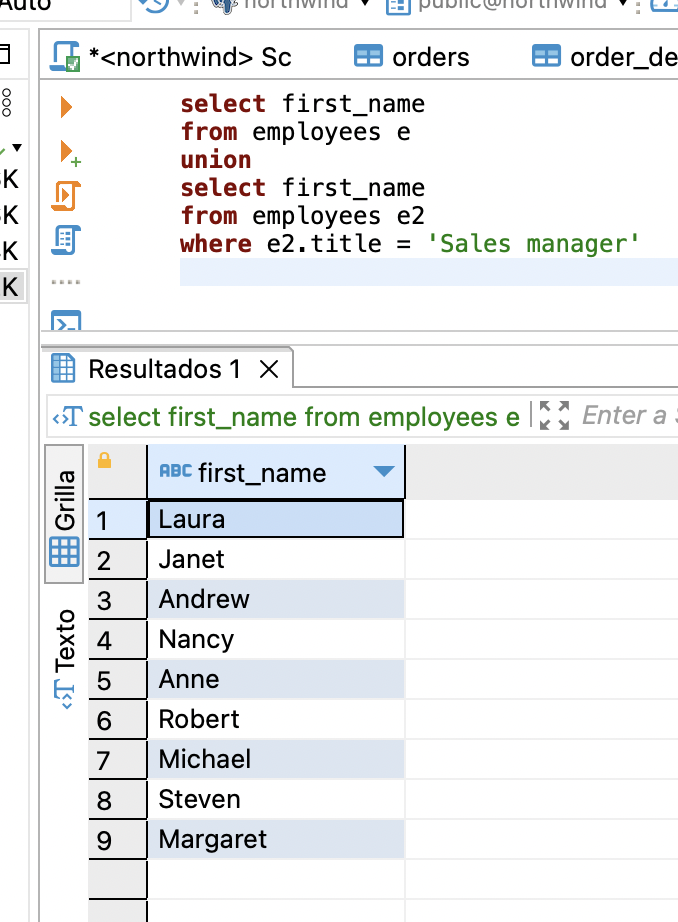 Auto
northwind
public@northwind
*<northwind> Sc
orders
order_de
select first_name
from employees e
union
select first_name
from employees e2
where e2.title = 'Sales manager'
K
K
K
K
Resultados 1
select first_name from employees e
Enter a
Grilla
Texto
ABC first_name
1 Laura
2 Janet
3 Andrew
4 Nancy
5 Anne
6 Robert
7 Michael
8 Steven
9 Margaret